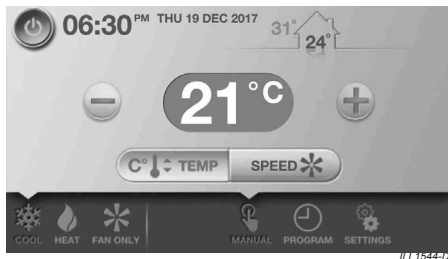 06:30 PM THU 19 DEC 2017
31°
24°
21°C
C° TEMP SPEED
COOL HEAT FAN ONLY MANUAL PROGRAM SETTINGS